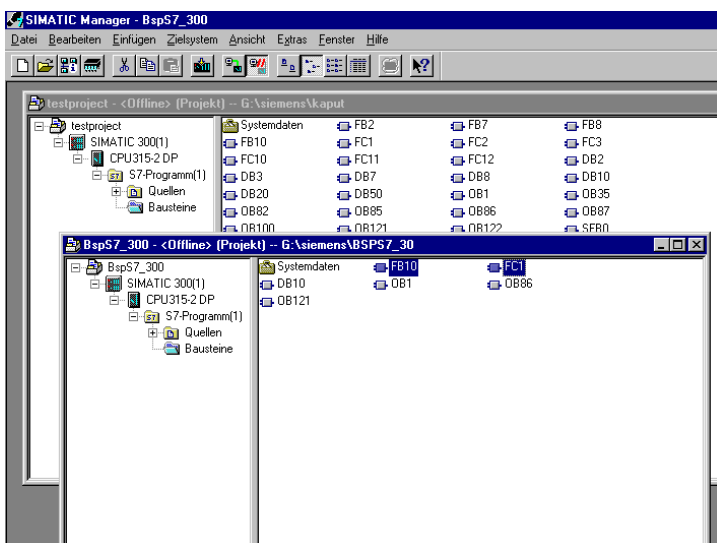 SIMATIC Manager - BspS7_300
Datei Bearbeiten Einfügen Zielsystem Ansicht Extras Fenster Hilfe
testproject - <Offline> (Projekt) -- G:\siemens\kaput
testproject
SIMATIC 300(1)
CPU315-2 DP
S7-Programm(1)
Quellen
Bausteine
Systemdaten FB2 FB7 FB8
FB10 FC1 FC2 FC3
FC10 FC11 FC12 DB2
DB3 DB7 DB8 DB10
DB20 DB50 OB1 OB35
OB82 OB85 OB86 OB87
OB100 OB121 OB122 SFB0
BspS7_300 - <Offline> (Projekt) -- G:\siemens\BSPS7_30
BspS7_300
SIMATIC 300(1)
CPU315-2 DP
S7-Programm(1)
Quellen
Bausteine
Systemdaten FB10 FC1
DB10 OB1 OB86
OB121